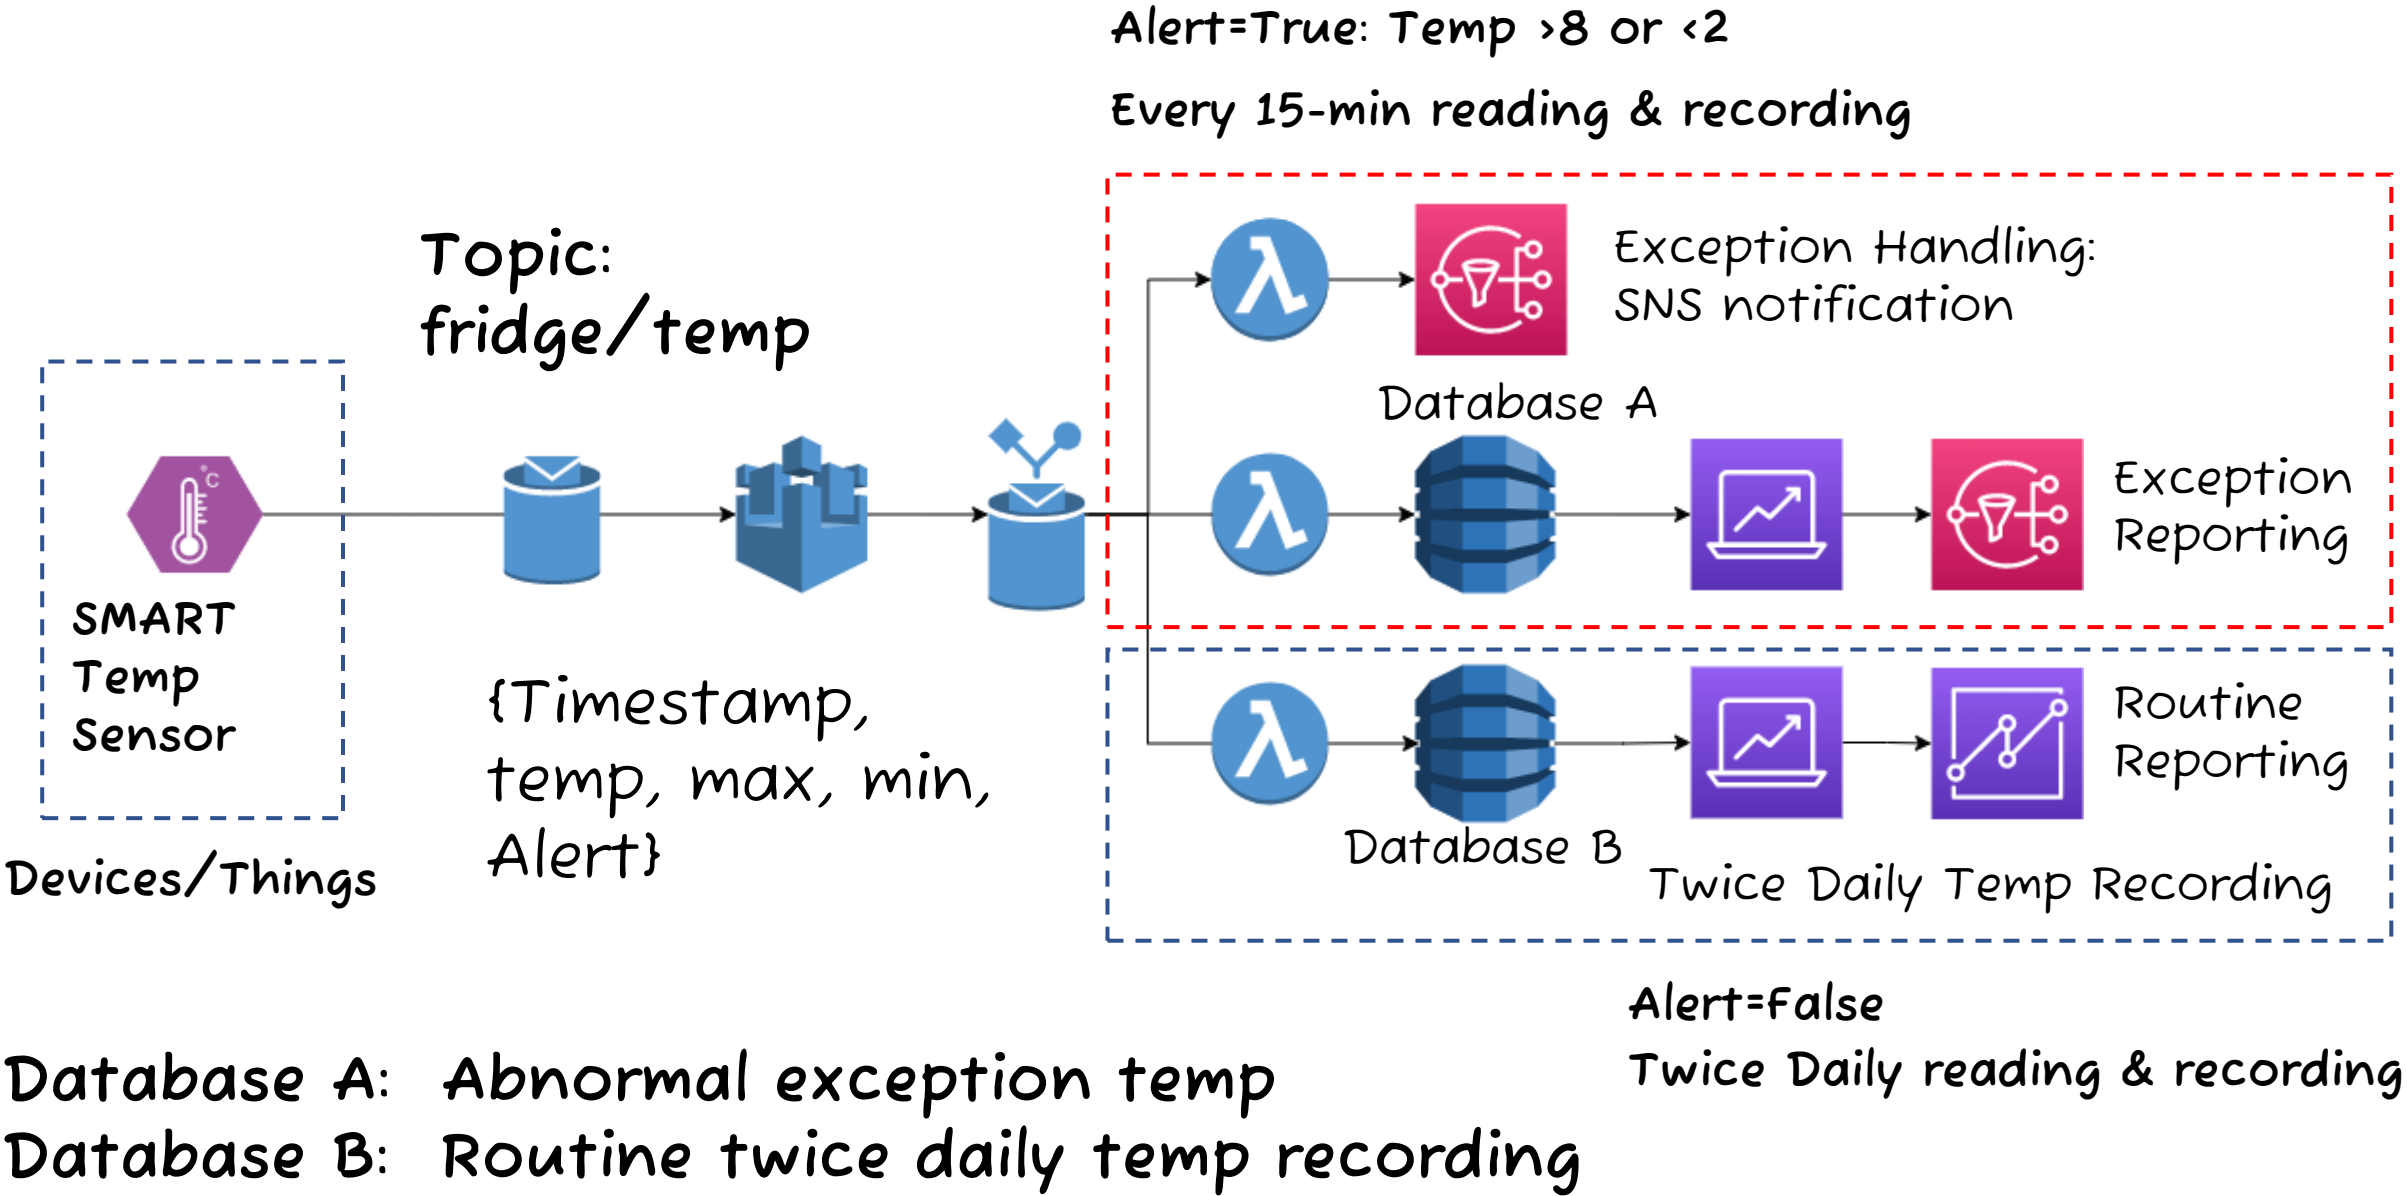 Alert=True: Temp >8 or <2
Every 15-min reading & recording
Topic:
fridge/temp
Exception Handling:
SNS notification
Database A
°C
Exception
Reporting
SMART
Temp
Sensor
Devices/Things
{Timestamp,
temp, max, min,
Alert}
Database B
Routine
Reporting
Twice Daily Temp Recording
Alert=False
Twice Daily reading & recording
Database A: Abnormal exception temp
Database B: Routine twice daily temp recording